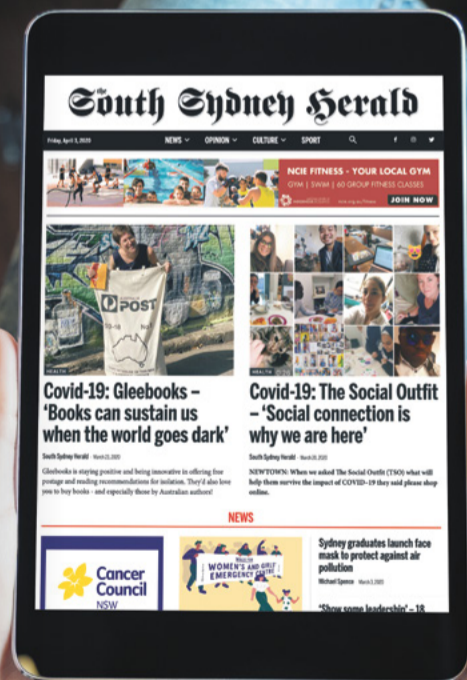 the
South Sydney Herald
Friday, April 3, 2020
NEWS
OPINION
CULTURE
SPORT
NCIE FITNESS - YOUR LOCAL GYM
GYM | SWIM | 60 GROUP FITNESS CLASSES
JOIN NOW
POST
HEALTH
Covid-19: Gleebooks –
‘Books can sustain us
when the world goes dark’
South Sydney Herald
Gleebooks is staying positive and being innovative in offering free
postage and reading recommendations for isolation. They'd also love
you to buy books - and especially those by Australian authors!
HEALTH
Covid-19: The Social Outfit
– ‘Social connection is
why we are here’
South Sydney Herald
NEWTOWN: When we asked The Social Outfit (TSO) what will
help them survive the impact of COVID-19 they said please shop
online.
NEWS
Cancer
Council
NSW
WOMEN'S AND GIRLS'
EMERGENCY CENTRE
Sydney graduates launch face
mask to protect against air
pollution
Michael Spence March 3, 2020
‘Show some leadership’ – 18